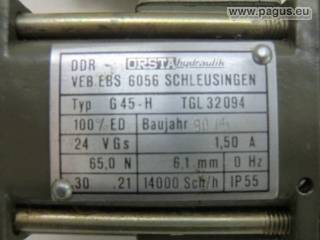 © www.pagus.eu
DDR - ORSTA hydraulik
VEB EBS 6056 SCHLEUSINGEN
Typ G45-H TGL 32094
100% ED Baujahr
24 VGs 1,50 A
65,0 N 6,1 mm 0 Hz
.30 .21 14000 Sch/h IP55